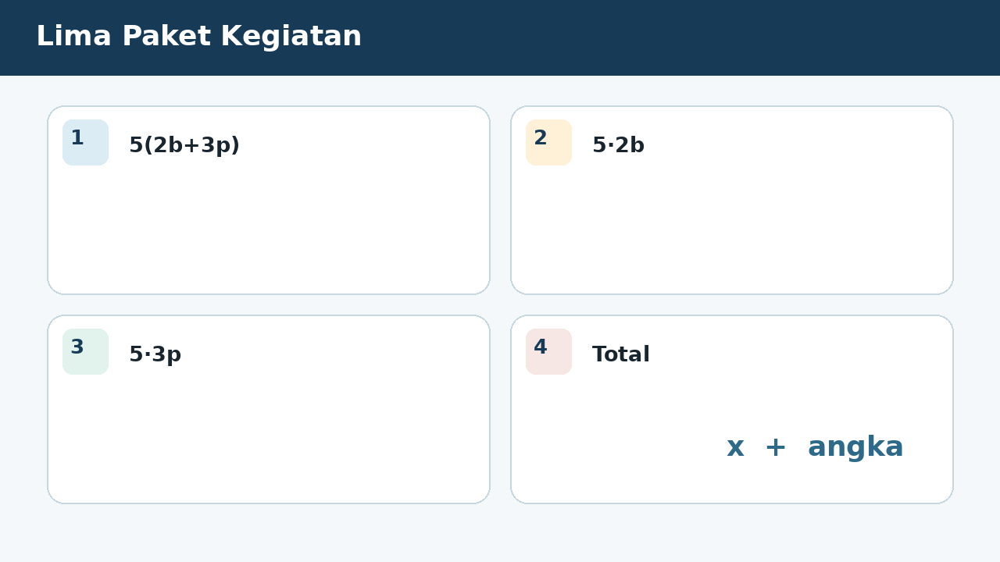 Lima Paket Kegiatan
1 5(2b+3p)
2 5·2b
3 5·3p
4 Total
x + angka